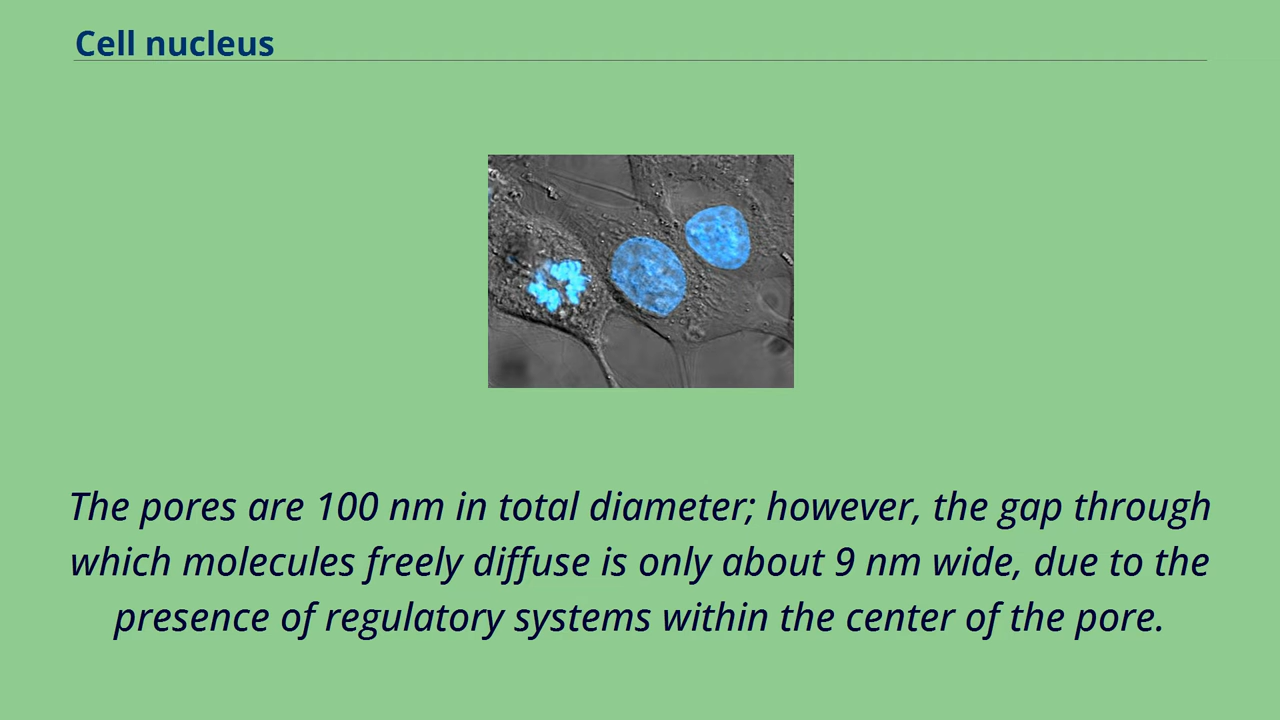 Cell nucleus
The pores are 100 nm in total diameter; however, the gap through
which molecules freely diffuse is only about 9 nm wide, due to the
presence of regulatory systems within the center of the pore.